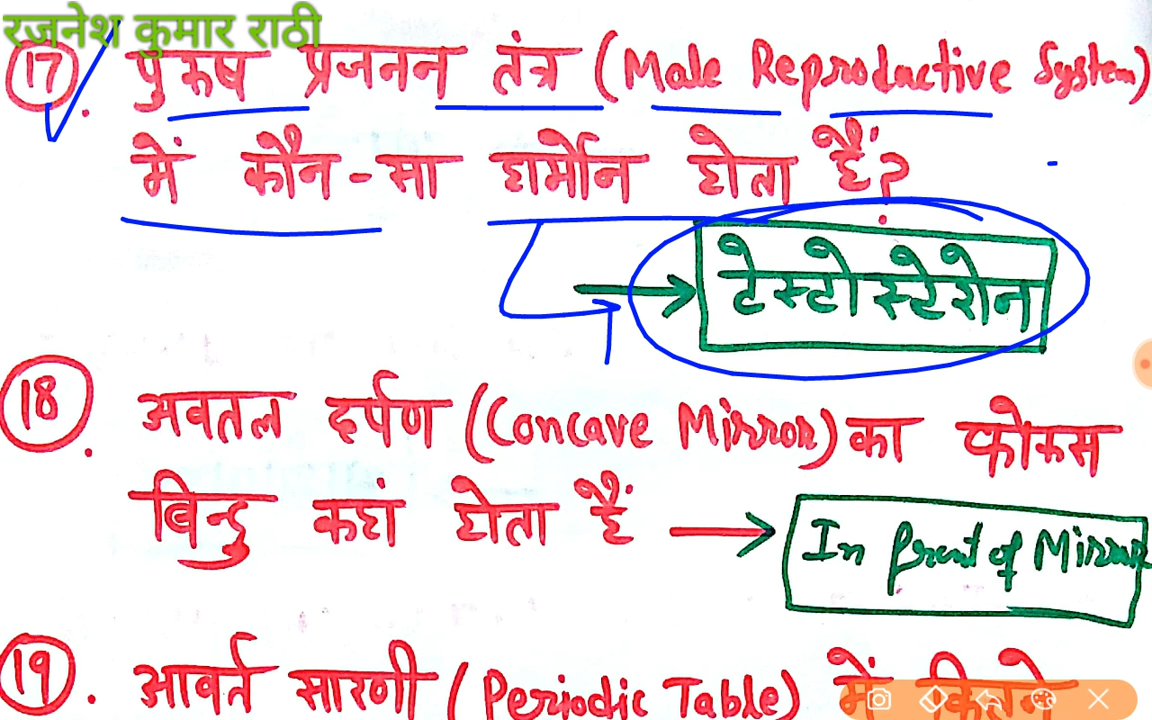 रजनेश कुमार राठी
17. पुरुष प्रजनन तंत्र (Male Reproductive System)
में कौन-सा हार्मोन होता है?
→ टेस्टोस्टेरोन
18. अवतल दर्पण (Concave Mirror) का फोकस
बिन्दु कहां होता है → In front of Mirror
19. आवर्त सारणी (Periodic Table) में कितने